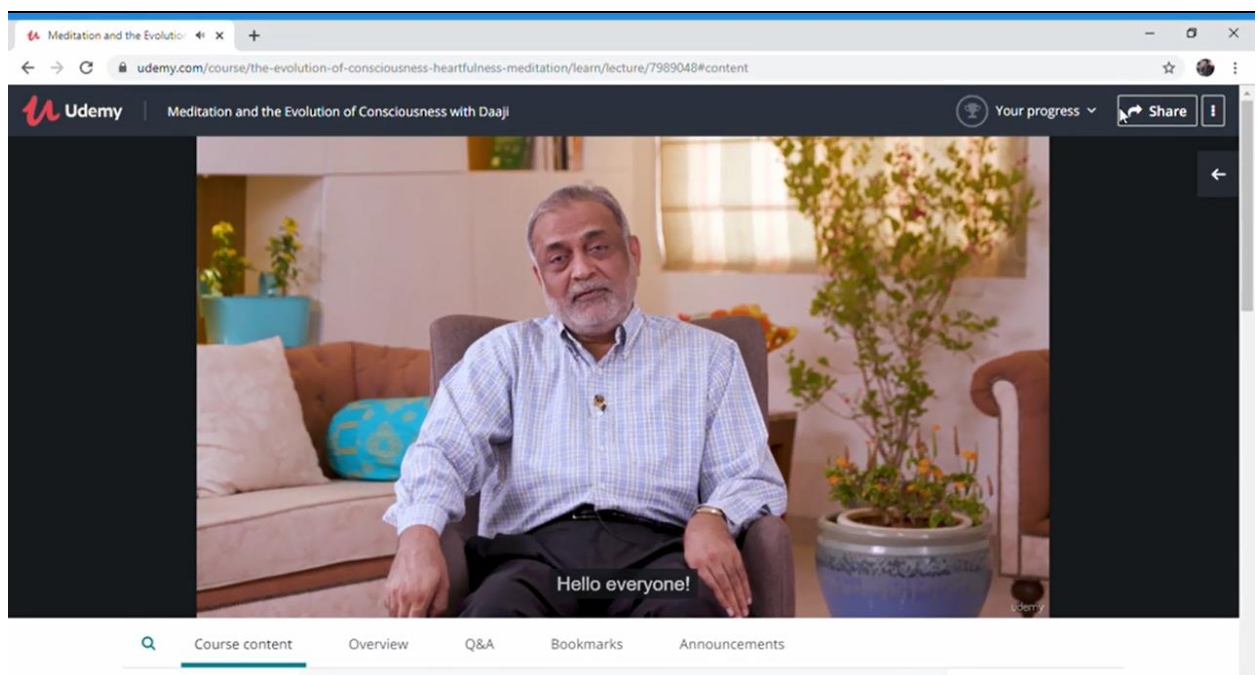 Meditation and the Evolutio
udemy.com/course/the-evolution-of-consciousness-heartfulness-meditation/learn/lecture/7989048#content
Udemy Meditation and the Evolution of Consciousness with Daaji Your progress Share
Hello everyone!
udemy
Course content Overview Q&A Bookmarks Announcements